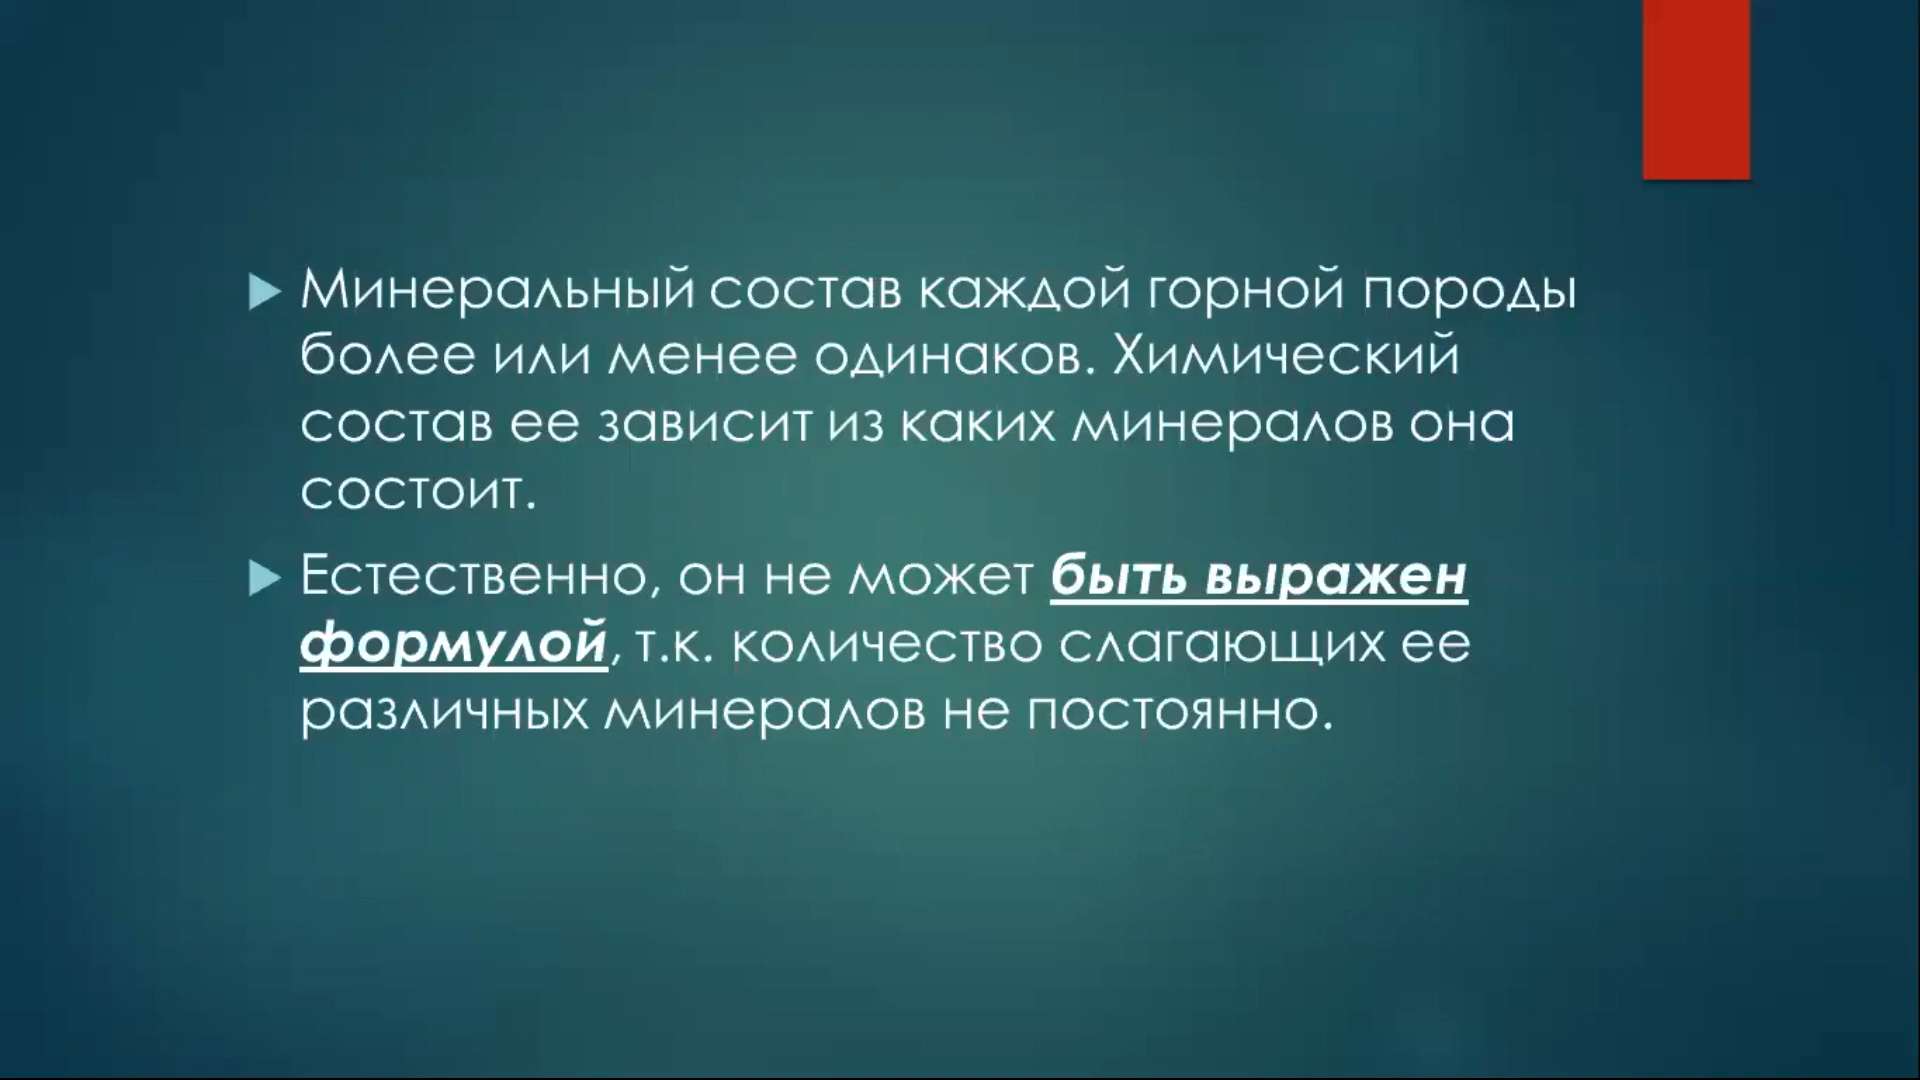 Минеральный состав каждой горной породы
более или менее одинаков. Химический
состав ее зависит из каких минералов она
состоит.
Естественно, он не может быть выражен
формулой, т.к. количество слагающих ее
различных минералов не постоянно.